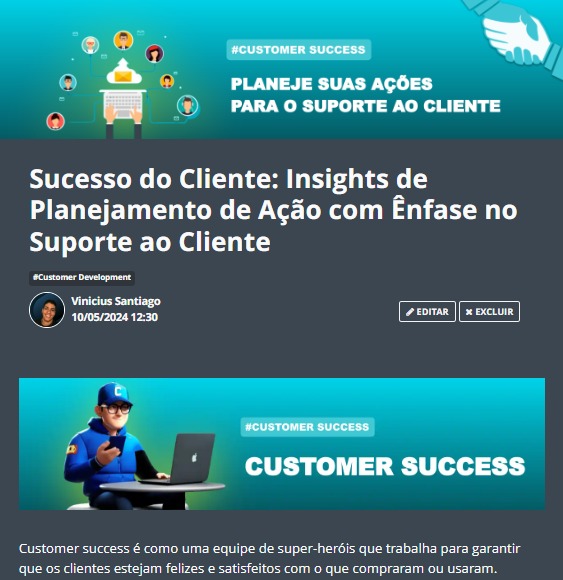 #CUSTOMER SUCCESS
PLANEJE SUAS AÇÕES
PARA O SUPORTE AO CLIENTE
Sucesso do Cliente: Insights de
Planejamento de Ação com Ênfase no
Suporte ao Cliente
#Customer Development
Vinicius Santiago
10/05/2024 12:30
EDITAR
EXCLUIR
C
#CUSTOMER SUCCESS
CUSTOMER SUCCESS
Customer success é como uma equipe de super-heróis que trabalha para garantir
que os clientes estejam felizes e satisfeitos com o que compraram ou usaram.